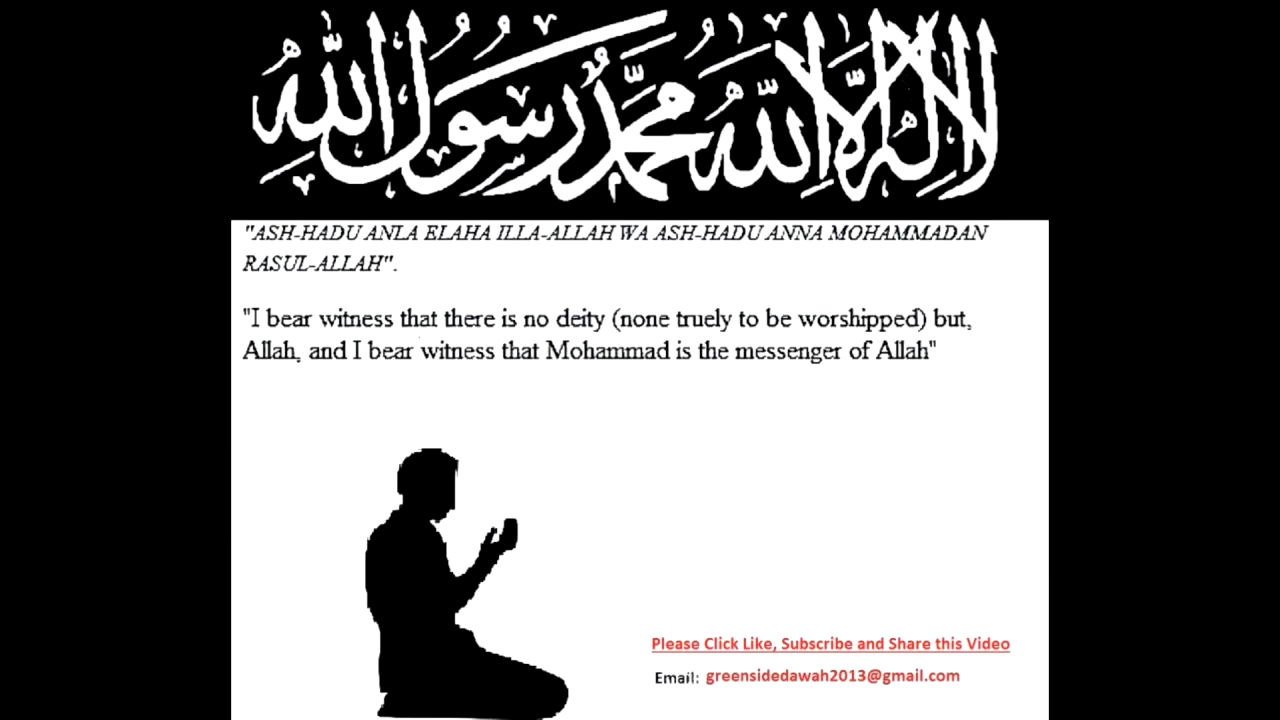 لا إله إلا الله محمد رسول الله
"ASH-HADU ANLA ELAHA ILLA-ALLAH WA ASH-HADU ANNA MOHAMMADAN
RASUL-ALLAH".
"I bear witness that there is no deity (none truely to be worshipped) but,
Allah, and I bear witness that Mohammad is the messenger of Allah"
Please Click Like, Subscribe and Share this Video
Email: greensidedawah2013@gmail.com